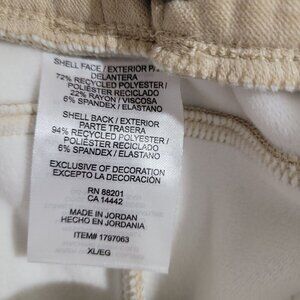 SHELL FACE / EXTERIOR
DELANTERA
72% RECYCLED POLYESTER /
POLIÉSTER RECICLADO
22% RAYON / VISCOSA
6% SPANDEX / ELASTANO
SHELL BACK / EXTERIOR
PARTE TRASERA
94% RECYCLED POLYESTER /
POLIÉSTER RECICLADO
6% SPANDEX / ELASTANO
EXCLUSIVE OF DECORATION
EXCEPTO LA DECORACIÓN
RN 88201
CA 14442
MADE IN JORDAN
HECHO EN JORDANIA
ITEM# 1797063
XL/EG